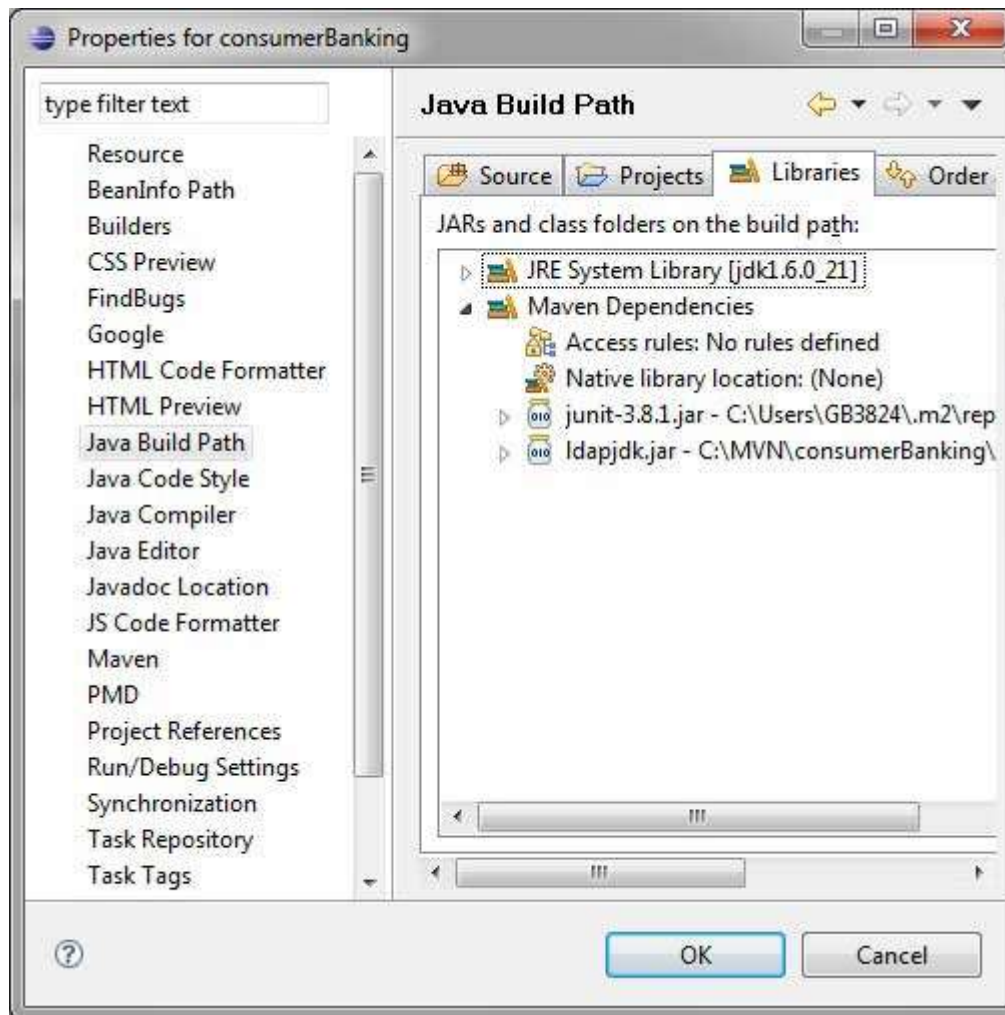 Properties for consumerBanking
type filter text
Resource
BeanInfo Path
Builders
CSS Preview
FindBugs
Google
HTML Code Formatter
HTML Preview
Java Build Path
Java Code Style
Java Compiler
Java Editor
Javadoc Location
JS Code Formatter
Maven
PMD
Project References
Run/Debug Settings
Synchronization
Task Repository
Task Tags
Java Build Path
Source Projects Libraries Order
JARs and class folders on the build path:
JRE System Library [jdk1.6.0_21]
Maven Dependencies
Access rules: No rules defined
Native library location: (None)
junit-3.8.1.jar - C:\Users\GB3824\.m2\rep
ldapjdk.jar - C:\MVN\consumerBanking\
OK Cancel